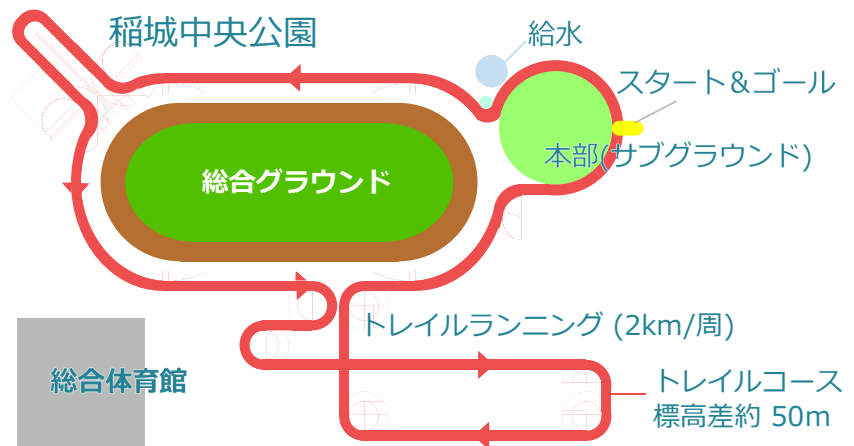 稲城中央公園
給水
スタート&ゴール
本部(サブグラウンド)
総合グラウンド
トレイルランニング (2km/周)
総合体育館
トレイルコース
標高差約 50m